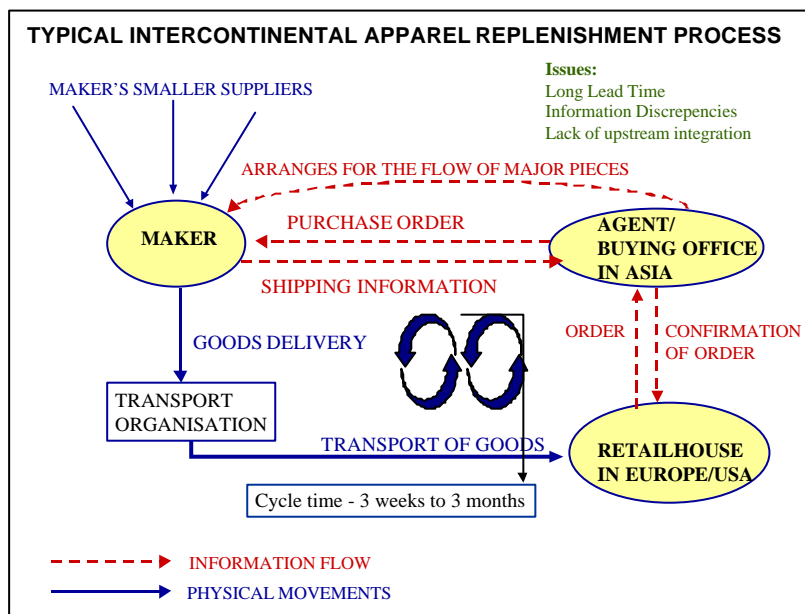 TYPICAL INTERCONTINENTAL APPAREL REPLENISHMENT PROCESS
Issues:
Long Lead Time
Information Discrepencies
Lack of upstream integration
MAKER'S SMALLER SUPPLIERS
ARRANGES FOR THE FLOW OF MAJOR PIECES
MAKER
PURCHASE ORDER
AGENT/
BUYING OFFICE
IN ASIA
SHIPPING INFORMATION
GOODS DELIVERY
ORDER
CONFIRMATION
OF ORDER
TRANSPORT
ORGANISATION
TRANSPORT OF GOODS
RETAILHOUSE
IN EUROPE/USA
Cycle time - 3 weeks to 3 months
INFORMATION FLOW
PHYSICAL MOVEMENTS